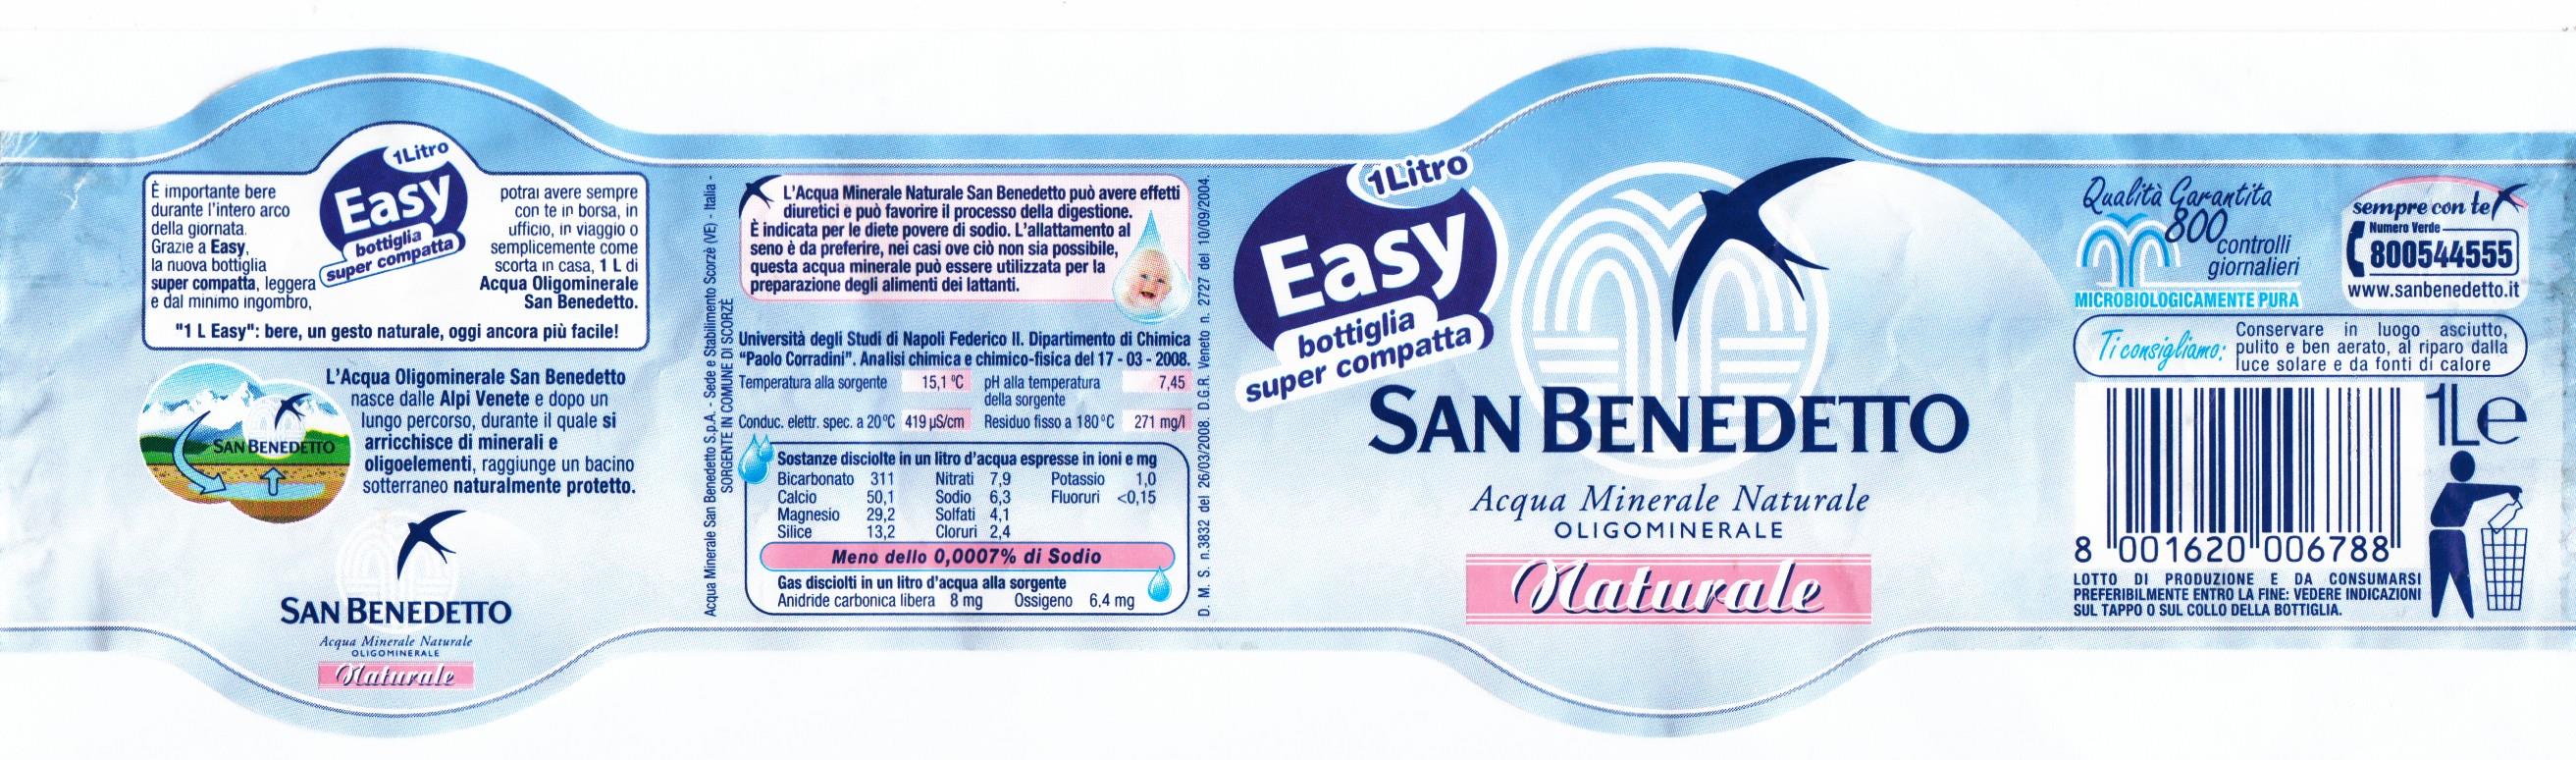 1Litro
Easy
bottiglia
super compatta
È importante bere
durante l'intero arco
della giornata.
Grazie a Easy,
la nuova bottiglia
super compatta, leggera
e dal minimo ingombro,
potrai avere sempre
con te in borsa, in
ufficio, in viaggio o
semplicemente come
scorta in casa, 1 L di
Acqua Oligominerale
San Benedetto.
"1 L Easy": bere, un gesto naturale, oggi ancora più facile!
L'Acqua Oligominerale San Benedetto
nasce dalle Alpi Venete e dopo un
lungo percorso, durante il quale si
arricchisce di minerali e
oligoelementi, raggiunge un bacino
sotterraneo naturalmente protetto.
SAN BENEDETTO
SAN BENEDETTO
Acqua Minerale Naturale
OLIGOMINERALE
Naturale
Acqua Minerale San Benedetto S.p.A. - Sede e Stabilimento Scorzè (VE) - Italia -
SORGENTE IN COMUNE DI SCORZÈ
L'Acqua Minerale Naturale San Benedetto può avere effetti
diuretici e può favorire il processo della digestione.
È indicata per le diete povere di sodio. L'allattamento al
seno è da preferire, nei casi ove ciò non sia possibile,
questa acqua minerale può essere utilizzata per la
preparazione degli alimenti dei lattanti.
Università degli Studi di Napoli Federico II. Dipartimento di Chimica
"Paolo Corradini". Analisi chimica e chimico-fisica del 17 - 03 - 2008.
Temperatura alla sorgente 15,1 °C pH alla temperatura 7,45
della sorgente
Conduc. elettr. spec. a 20°C 419 µS/cm Residuo fisso a 180°C 271 mg/l
Sostanze disciolte in un litro d'acqua espresse in ioni e mg
Bicarbonato 311 Nitrati 7,9 Potassio 1,0
Calcio 50,1 Sodio 6,3 Fluoruri <0,15
Magnesio 29,2 Solfati 4,1
Silice 13,2 Cloruri 2,4
Meno dello 0,0007% di Sodio
Gas disciolti in un litro d'acqua alla sorgente
Anidride carbonica libera 8 mg Ossigeno 6.4 mg
D. M. S. n.3832 del 26/03/2008. D.G.R. Veneto n. 2727 del 10/09/2004.
1Litro
Easy
bottiglia
super compatta
SAN BENEDETTO
Acqua Minerale Naturale
OLIGOMINERALE
Naturale
Qualità Garantita
800
controlli
giornalieri
MICROBIOLOGICAMENTE PURA
sempre con te
Numero Verde
800544555
www.sanbenedetto.it
Ti consigliamo:
Conservare in luogo asciutto,
pulito e ben aerato, al riparo dalla
luce solare e da fonti di calore
1Le
8 001620 006788
LOTTO DI PRODUZIONE E DA CONSUMARSI
PREFERIBILMENTE ENTRO LA FINE: VEDERE INDICAZIONI
SUL TAPPO O SUL COLLO DELLA BOTTIGLIA.